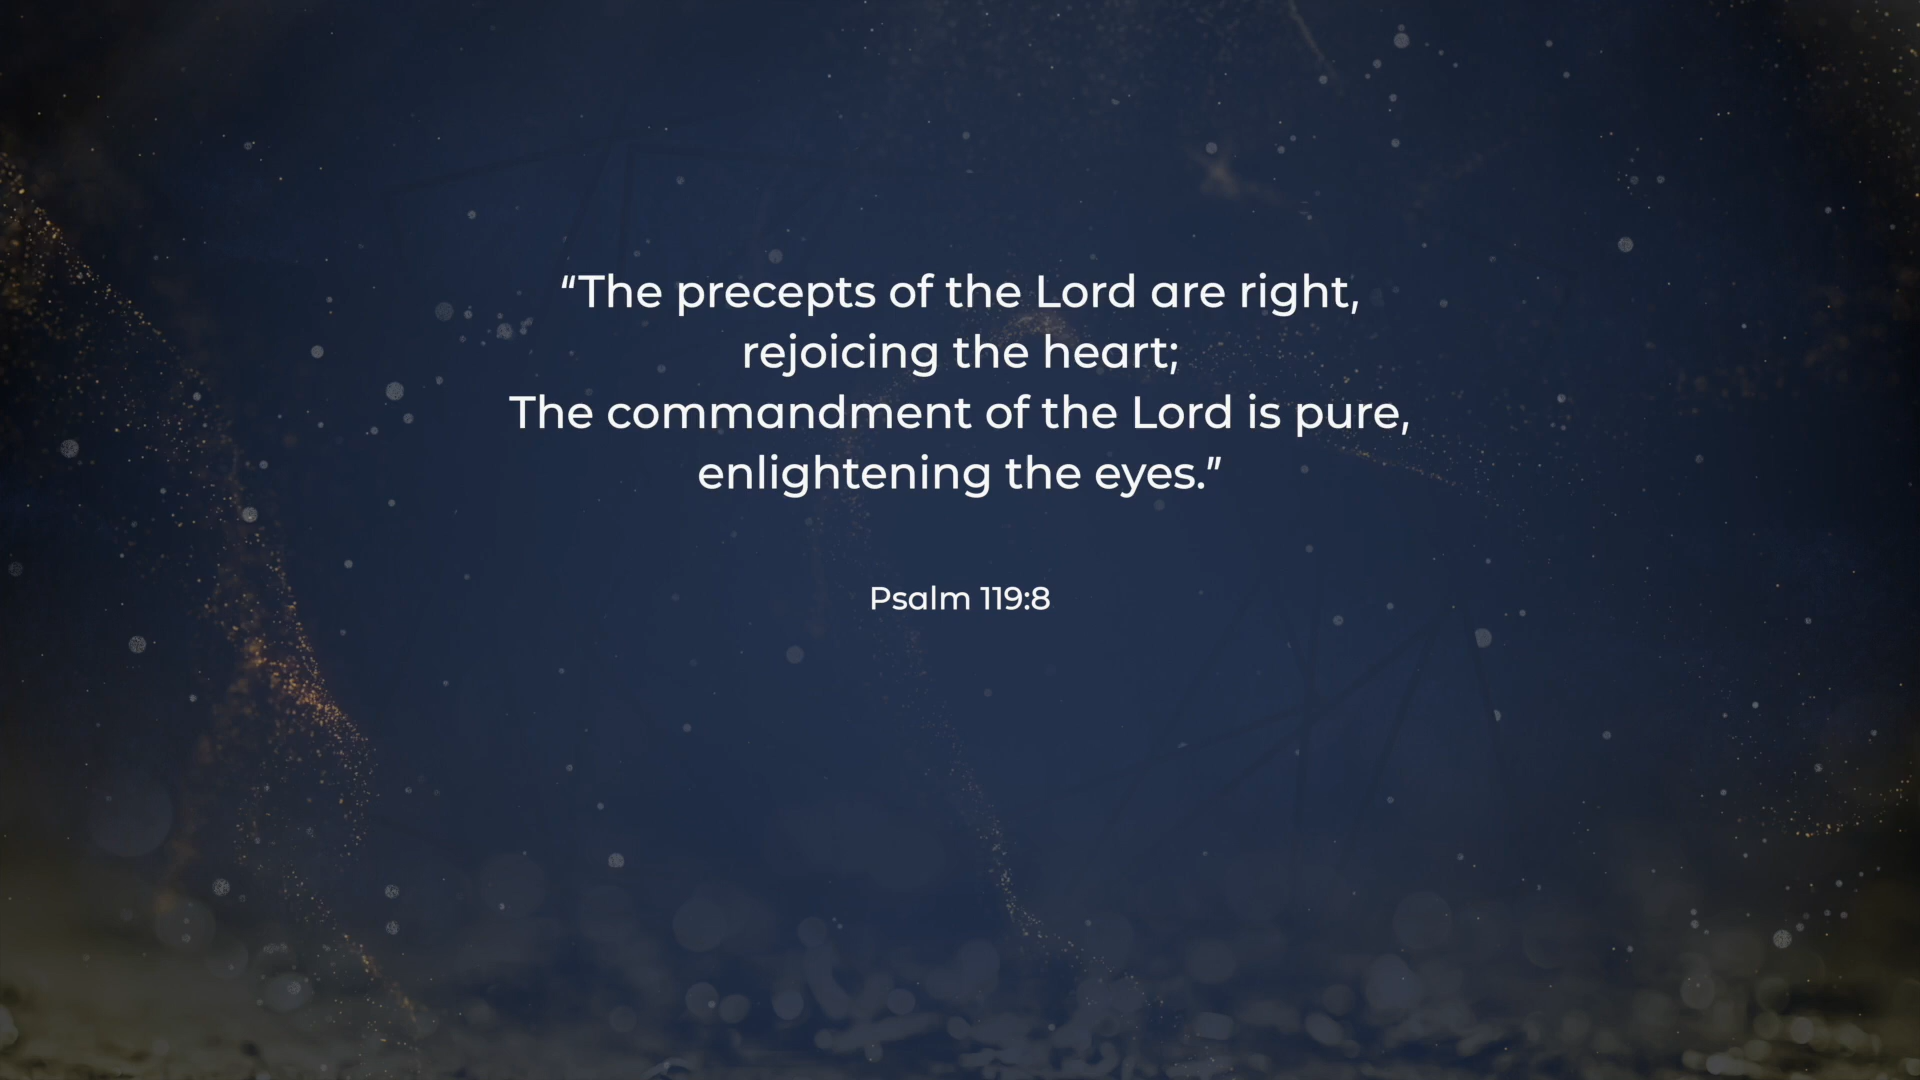 “The precepts of the Lord are right,
rejoicing the heart;
The commandment of the Lord is pure,
enlightening the eyes.”
Psalm 119:8